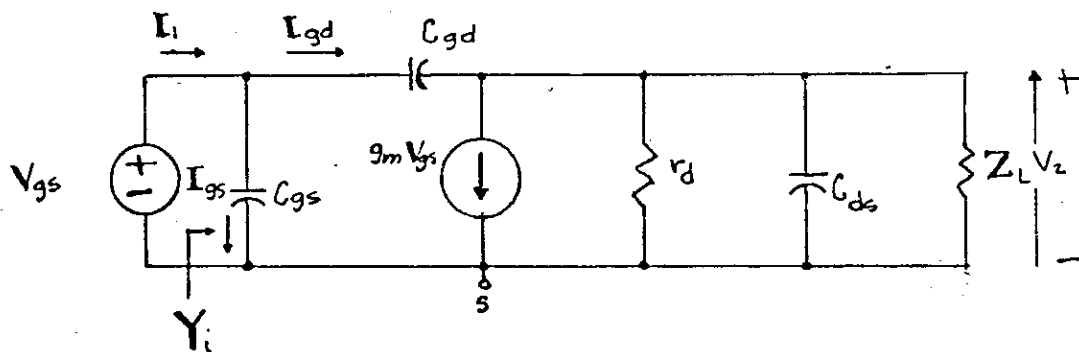 I₁
I_gd
C_gd
V_gs
+
−
I_gs
C_gs
g_m V_gs
r_d
C_ds
Z_L
V₂
+
−
s
Y_i